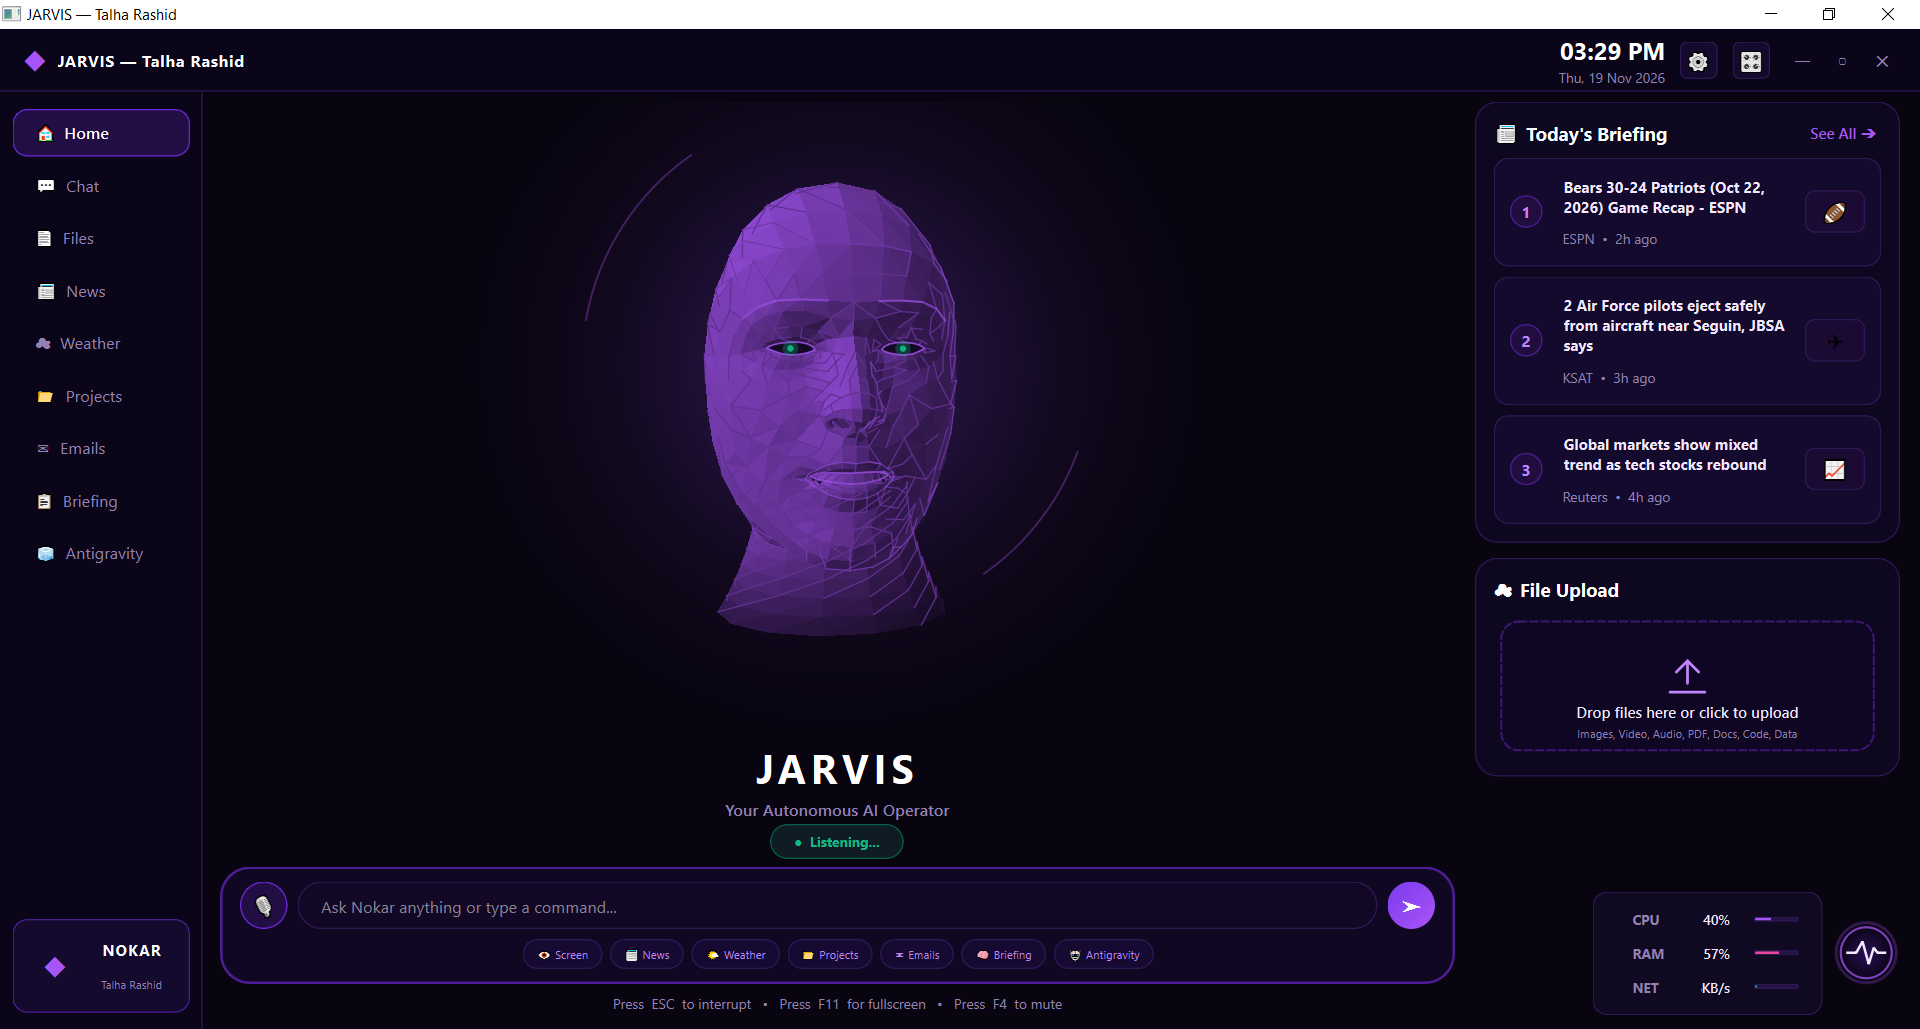 JARVIS — Talha Rashid
JARVIS — Talha Rashid
03:29 PM
Thu, 19 Nov 2026
Home
Chat
Files
News
Weather
Projects
Emails
Briefing
Antigravity
NOKAR
Talha Rashid
JARVIS
Your Autonomous AI Operator
Listening...
Ask Nokar anything or type a command...
Screen
News
Weather
Projects
Emails
Briefing
Antigravity
Press ESC to interrupt • Press F11 for fullscreen • Press F4 to mute
Today's Briefing
See All ➔
1
Bears 30-24 Patriots (Oct 22,
2026) Game Recap - ESPN
ESPN • 2h ago
2
2 Air Force pilots eject safely
from aircraft near Seguin, JBSA
says
KSAT • 3h ago
3
Global markets show mixed
trend as tech stocks rebound
Reuters • 4h ago
File Upload
Drop files here or click to upload
Images, Video, Audio, PDF, Docs, Code, Data
CPU 40%
RAM 57%
NET KB/s